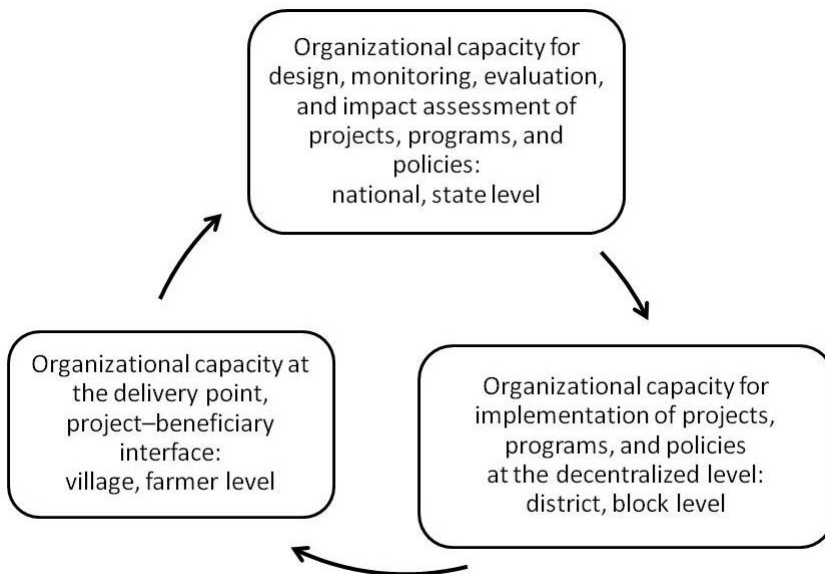 Organizational capacity for
design, monitoring, evaluation,
and impact assessment of
projects, programs, and
policies:
national, state level
Organizational capacity at
the delivery point,
project–beneficiary
interface:
village, farmer level
Organizational capacity for
implementation of projects,
programs, and policies
at the decentralized level:
district, block level